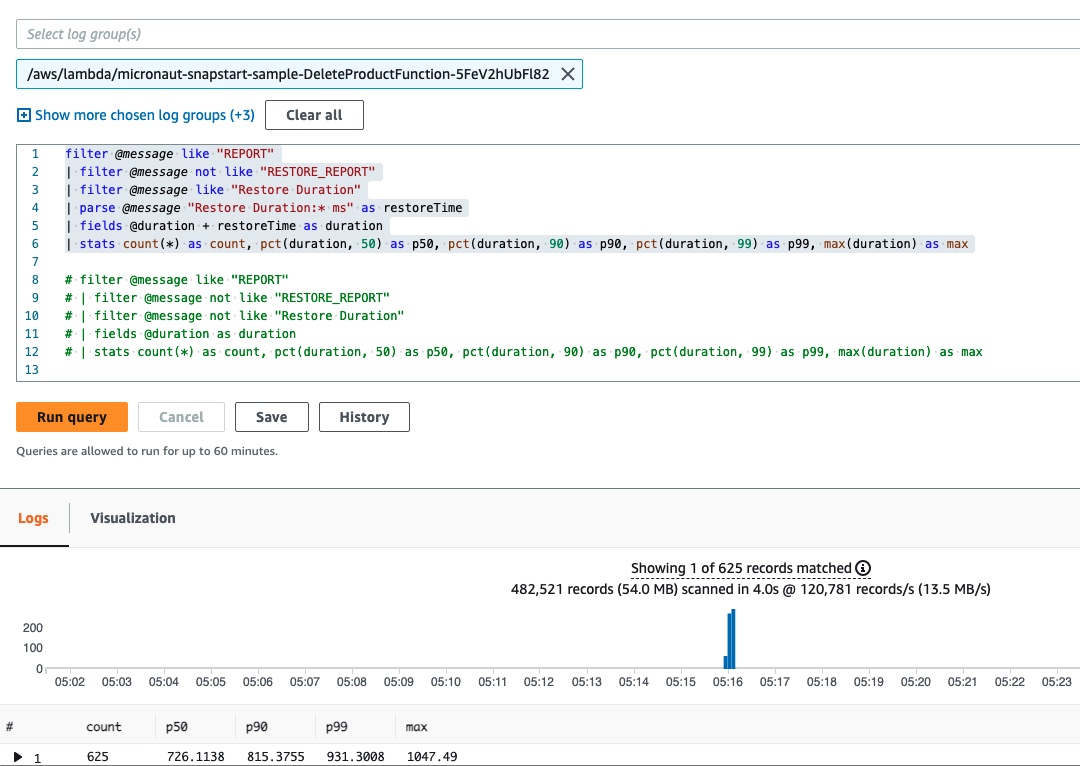 Select log group(s)
/aws/lambda/micronaut-snapstart-sample-DeleteProductFunction-5FeV2hUbFl82
Show more chosen log groups (+3) Clear all
1 filter @message like "REPORT"
2 | filter @message not like "RESTORE_REPORT"
3 | filter @message like "Restore Duration"
4 | parse @message "Restore Duration:* ms" as restoreTime
5 | fields @duration + restoreTime as duration
6 | stats count(*) as count, pct(duration, 50) as p50, pct(duration, 90) as p90, pct(duration, 99) as p99, max(duration) as max
7
8 # filter @message like "REPORT"
9 # | filter @message not like "RESTORE_REPORT"
10 # | filter @message not like "Restore Duration"
11 # | fields @duration as duration
12 # | stats count(*) as count, pct(duration, 50) as p50, pct(duration, 90) as p90, pct(duration, 99) as p99, max(duration) as max
13
Run query Cancel Save History
Queries are allowed to run for up to 60 minutes.
Logs Visualization
Showing 1 of 625 records matched
482,521 records (54.0 MB) scanned in 4.0s @ 120,781 records/s (13.5 MB/s)
200
100
0
05:02 05:03 05:04 05:05 05:06 05:07 05:08 05:09 05:10 05:11 05:12 05:13 05:14 05:15 05:16 05:17 05:18 05:19 05:20 05:21 05:22 05:23
# count p50 p90 p99 max
1 625 726.1138 815.3755 931.3008 1047.49